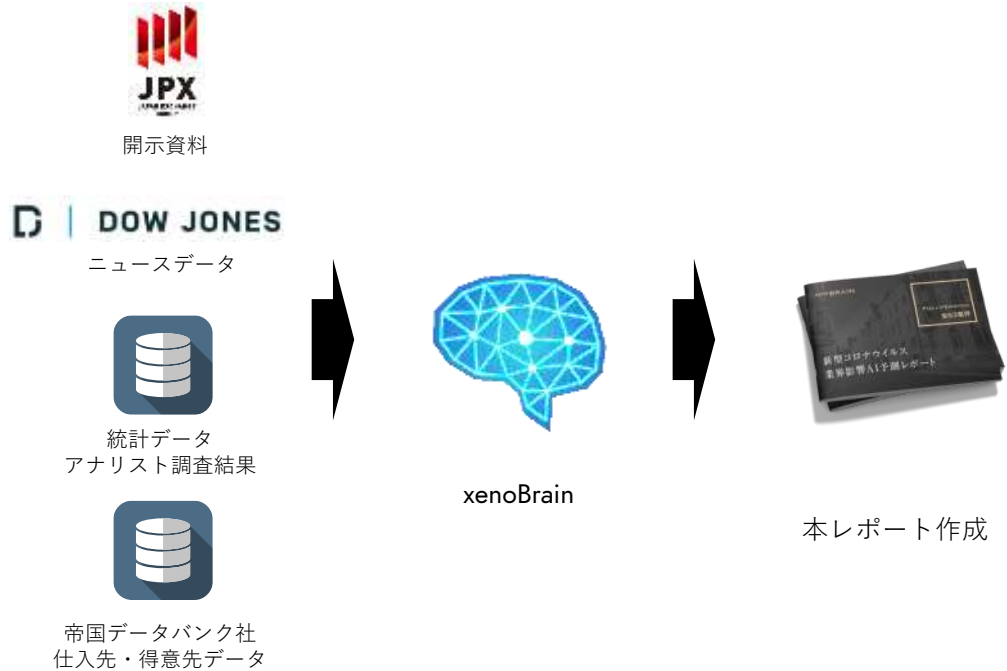 JPX
開示資料
DOW JONES
ニュースデータ
統計データ
アナリスト調査結果
帝国データバンク社
仕入先・得意先データ
xenoBrain
新型コロナウイルス
業界影響AI予測レポート
本レポート作成